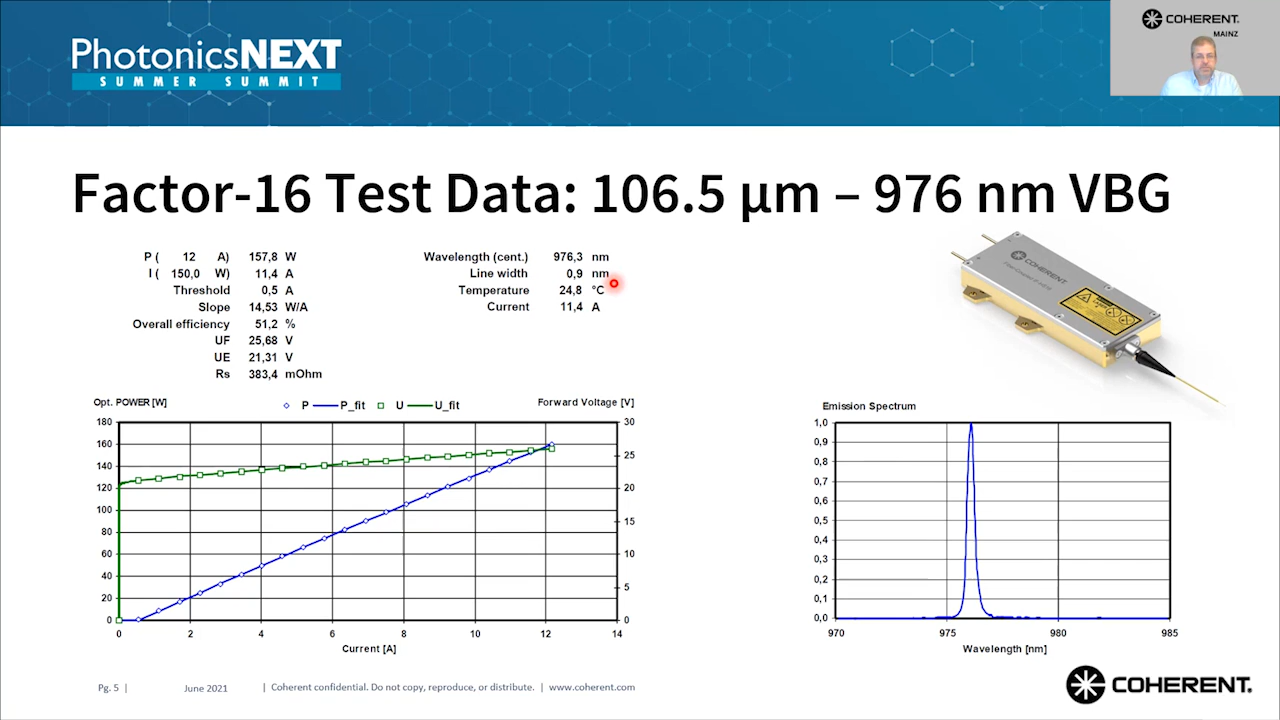 PhotonicsNEXT
SUMMER SUMMIT
COHERENT.
MAINZ
Factor-16 Test Data: 106.5 µm – 976 nm VBG
P ( 12 A) 157,8 W
I ( 150,0 W) 11,4 A
Threshold 0,5 A
Slope 14,53 W/A
Overall efficiency 51,2 %
UF 25,68 V
UE 21,31 V
Rs 383,4 mOhm
Wavelength (cent.) 976,3 nm
Line width 0,9 nm
Temperature 24,8 °C
Current 11,4 A
COHERENT
Opt. POWER [W]
P P_fit U U_fit
Forward Voltage [V]
180
160
140
120
100
80
60
40
20
0
30
25
20
15
10
5
0
0 2 4 6 8 10 12 14
Current [A]
Emission Spectrum
1,0
0,9
0,8
0,7
0,6
0,5
0,4
0,3
0,2
0,1
0,0
970 975 980 985
Wavelength [nm]
Pg. 5 | June 2021 | Coherent confidential. Do not copy, reproduce, or distribute. | www.coherent.com
COHERENT.